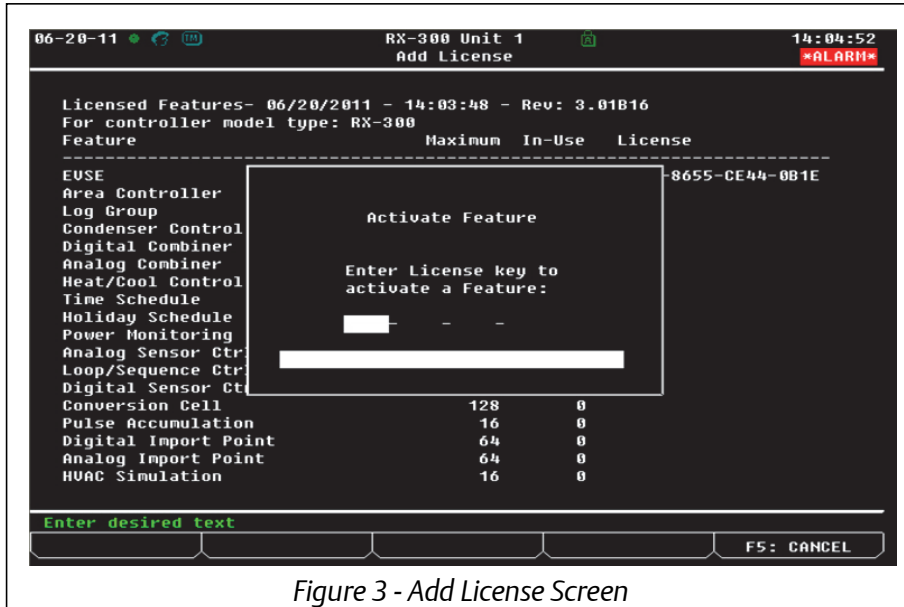 06-20-11 RX-300 Unit 1 14:04:52
Add License *ALARM*
Licensed Features- 06/20/2011 - 14:03:48 - Rev: 3.01B16
For controller model type: RX-300
Feature Maximum In-Use License
EVSE -8655-CE44-0B1E
Area Controller
Log Group
Condenser Control
Digital Combiner
Analog Combiner
Heat/Cool Control
Time Schedule
Holiday Schedule
Power Monitoring
Analog Sensor Ctr
Loop/Sequence Ctr
Digital Sensor Ct
Activate Feature
Enter License key to
activate a Feature:
- - -
Conversion Cell 128 0
Pulse Accumulation 16 0
Digital Import Point 64 0
Analog Import Point 64 0
HVAC Simulation 16 0
Enter desired text
F5: CANCEL
Figure 3 - Add License Screen